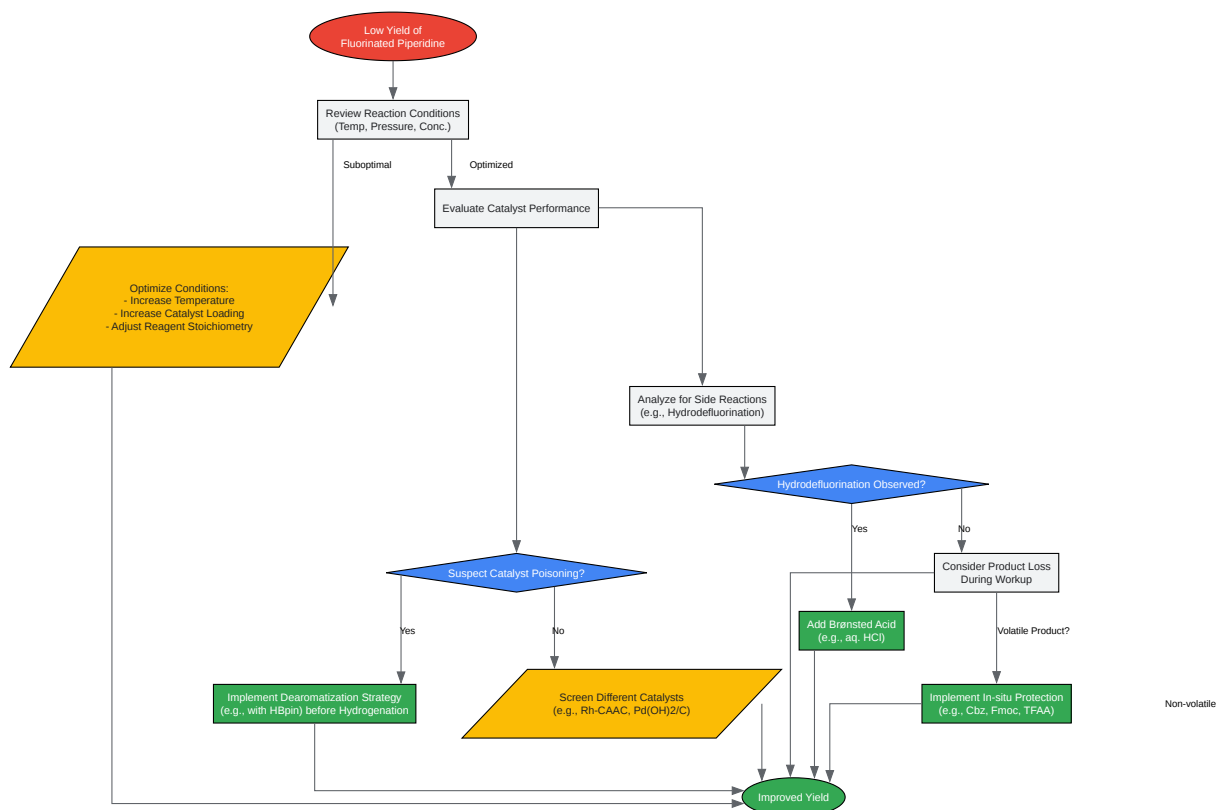 Low Yield of
Fluorinated Piperidine
Review Reaction Conditions
(Temp, Pressure, Conc.)
Suboptimal
Optimized
Evaluate Catalyst Performance
Optimize Conditions:
- Increase Temperature
- Increase Catalyst Loading
- Adjust Reagent Stoichiometry
Analyze for Side Reactions
(e.g., Hydrodefluorination)
Hydrodefluorination Observed?
Yes
No
Suspect Catalyst Poisoning?
Consider Product Loss
During Workup
Yes
No
Add Brønsted Acid
(e.g., aq. HCl)
Volatile Product?
Implement Dearomatization Strategy
(e.g., with HBpin) before Hydrogenation
Screen Different Catalysts
(e.g., Rh-CAAC, Pd(OH)2/C)
Implement In-situ Protection
(e.g., Cbz, Fmoc, TFAA)
Non-volatile
Improved Yield